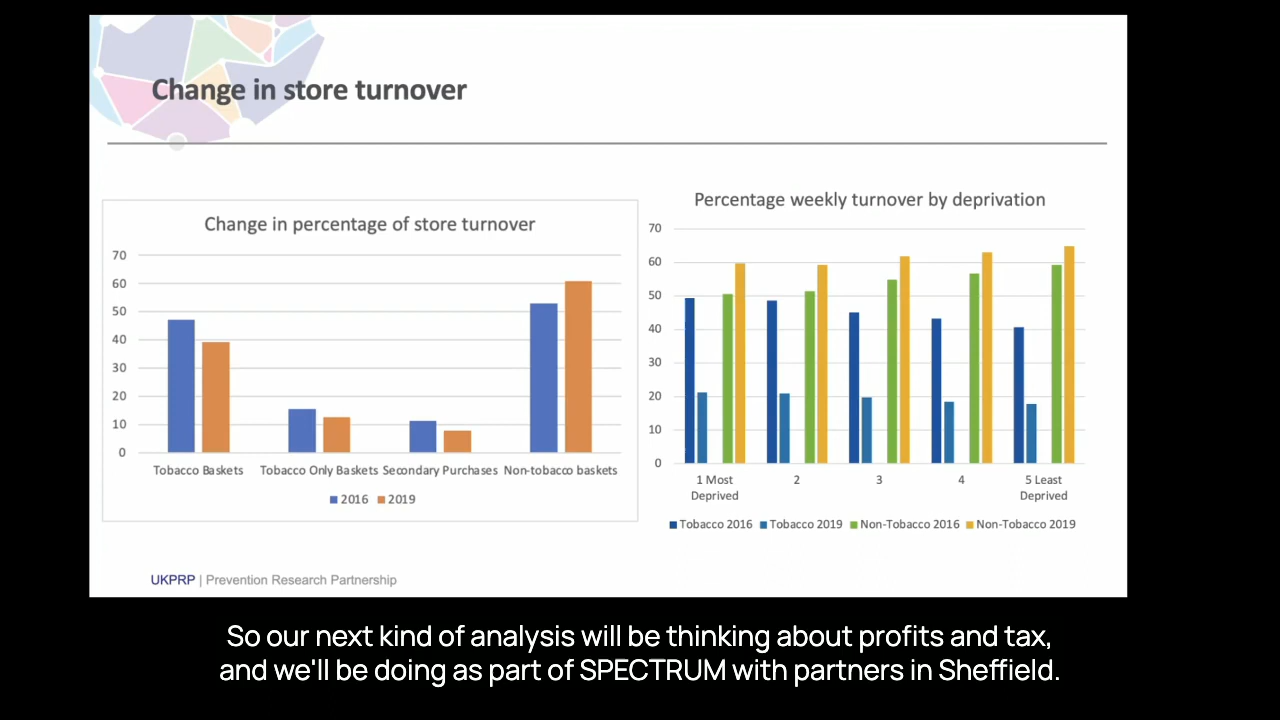 Change in store turnover
Change in percentage of store turnover
70
60
50
40
30
20
10
0
Tobacco Baskets
Tobacco Only Baskets
Secondary Purchases
Non-tobacco baskets
2016
2019
Percentage weekly turnover by deprivation
70
60
50
40
30
20
10
0
1 Most
Deprived
2
3
4
5 Least
Deprived
Tobacco 2016
Tobacco 2019
Non-Tobacco 2016
Non-Tobacco 2019
UKPRP | Prevention Research Partnership
So our next kind of analysis will be thinking about profits and tax,
and we'll be doing as part of SPECTRUM with partners in Sheffield.